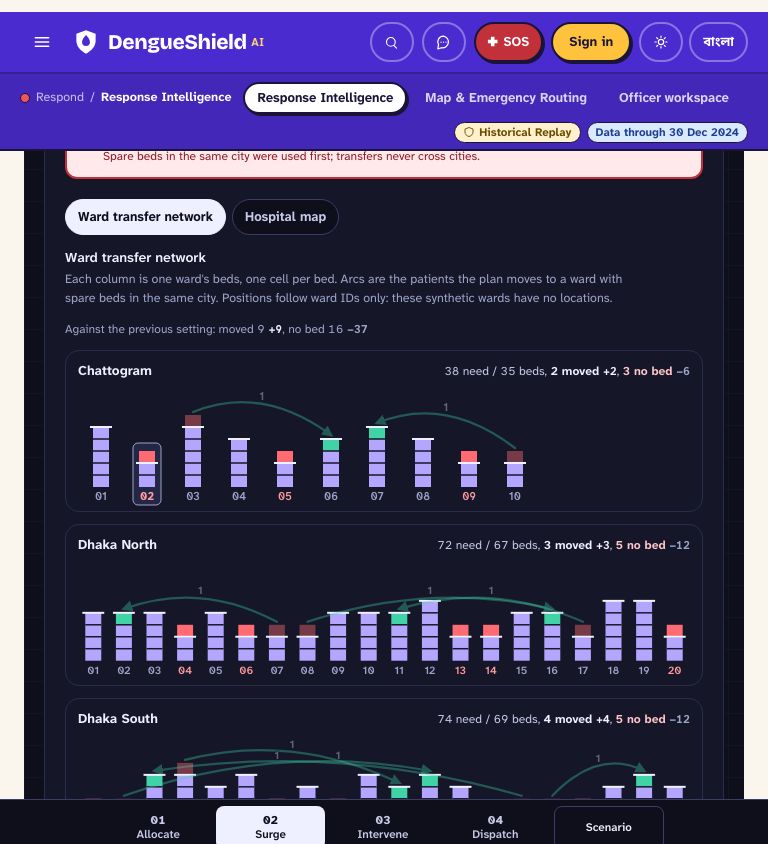 DengueShield AI
SOS
Sign in
বাংলা
Respond / Response Intelligence
Response Intelligence
Map & Emergency Routing
Officer workspace
Historical Replay
Data through 30 Dec 2024
Spare beds in the same city were used first; transfers never cross cities.
Ward transfer network
Hospital map
Ward transfer network
Each column is one ward's beds, one cell per bed. Arcs are the patients the plan moves to a ward with
spare beds in the same city. Positions follow ward IDs only: these synthetic wards have no locations.
Against the previous setting: moved 9 +9, no bed 16 −37
Chattogram
38 need / 35 beds, 2 moved +2, 3 no bed −6
1
1
01 02 03 04 05 06 07 08 09 10
Dhaka North
72 need / 67 beds, 3 moved +3, 5 no bed −12
1 1 1
01 02 03 04 05 06 07 08 09 10 11 12 13 14 15 16 17 18 19 20
Dhaka South
74 need / 69 beds, 4 moved +4, 5 no bed −12
1
1 1 1
01
Allocate
02
Surge
03
Intervene
04
Dispatch
Scenario